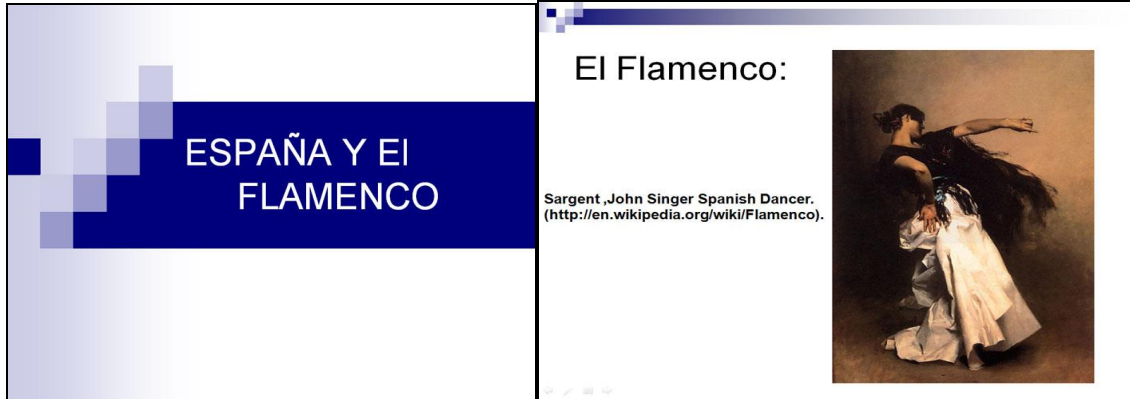 ESPAÑA Y El
FLAMENCO
El Flamenco:
Sargent ,John Singer Spanish Dancer.
(http://en.wikipedia.org/wiki/Flamenco).